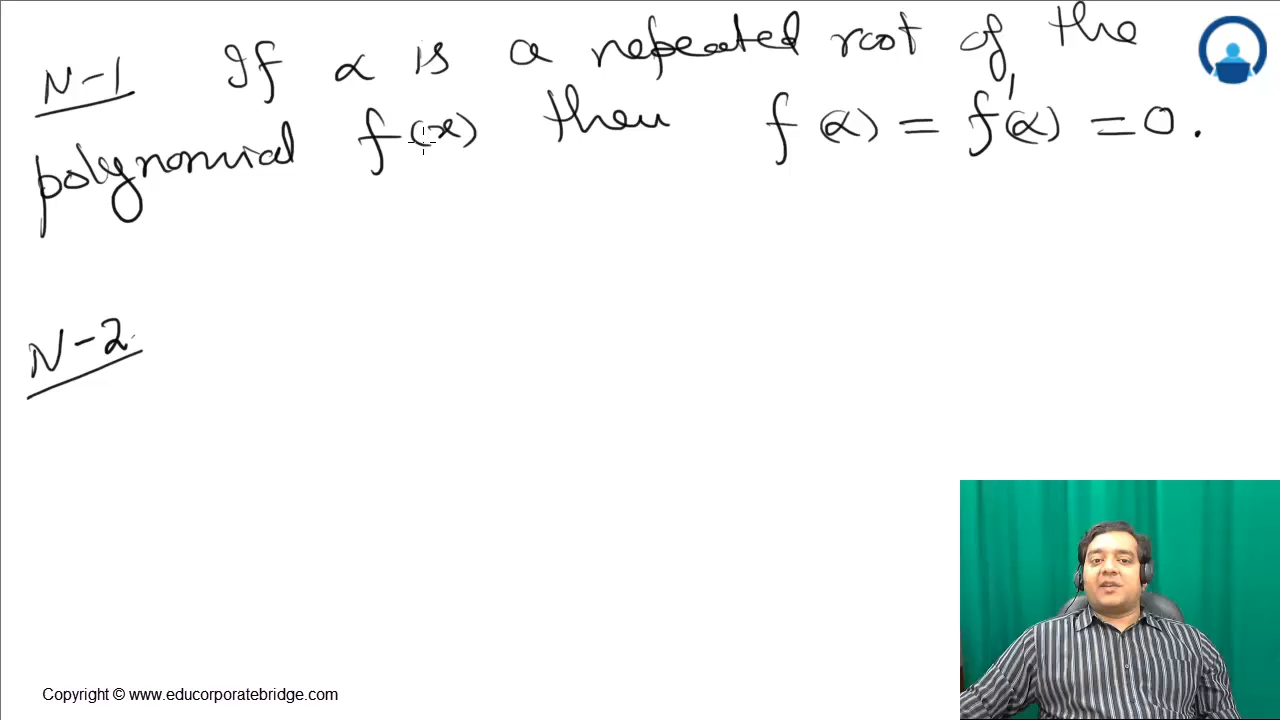 N-1 If α is a repeated root of the
polynomial f(x) then f(α) = f'(α) = 0.
N-2
Copyright © www.educorporatebridge.com